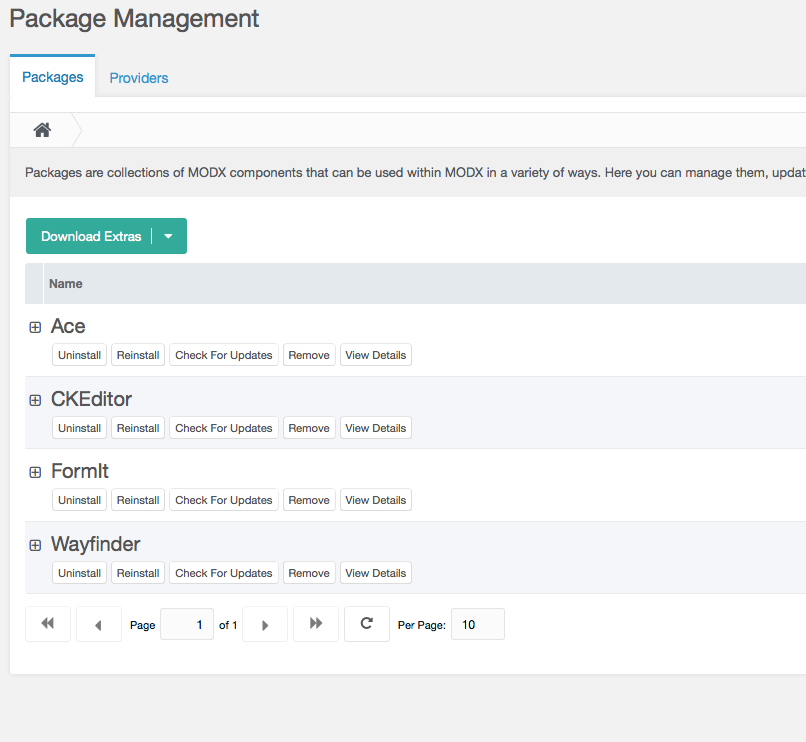 Package Management
Packages Providers
Packages are collections of MODX components that can be used within MODX in a variety of ways. Here you can manage them, updat
Download Extras
Name
Ace
Uninstall Reinstall Check For Updates Remove View Details
CKEditor
Uninstall Reinstall Check For Updates Remove View Details
FormIt
Uninstall Reinstall Check For Updates Remove View Details
Wayfinder
Uninstall Reinstall Check For Updates Remove View Details
Page 1 of 1 Per Page: 10